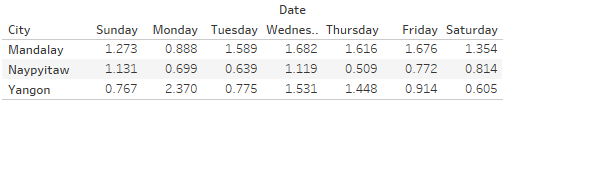 Date
City Sunday Monday Tuesday Wednes.. Thursday Friday Saturday
Mandalay 1.273 0.888 1.589 1.682 1.616 1.676 1.354
Naypyitaw 1.131 0.699 0.639 1.119 0.509 0.772 0.814
Yangon 0.767 2.370 0.775 1.531 1.448 0.914 0.605